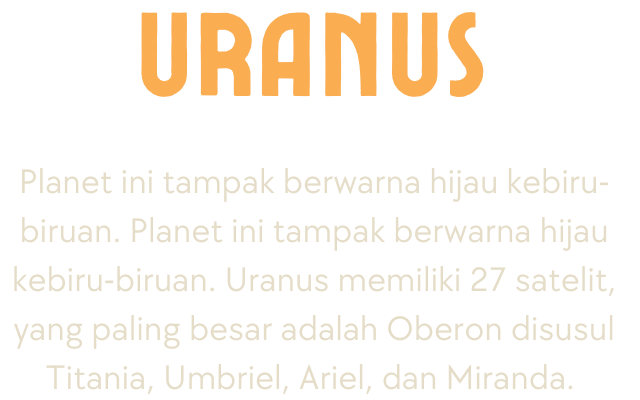 URANUS
Planet ini tampak berwarna hijau kebiru-
biruan. Planet ini tampak berwarna hijau
kebiru-biruan. Uranus memiliki 27 satelit,
yang paling besar adalah Oberon disusul
Titania, Umbriel, Ariel, dan Miranda.